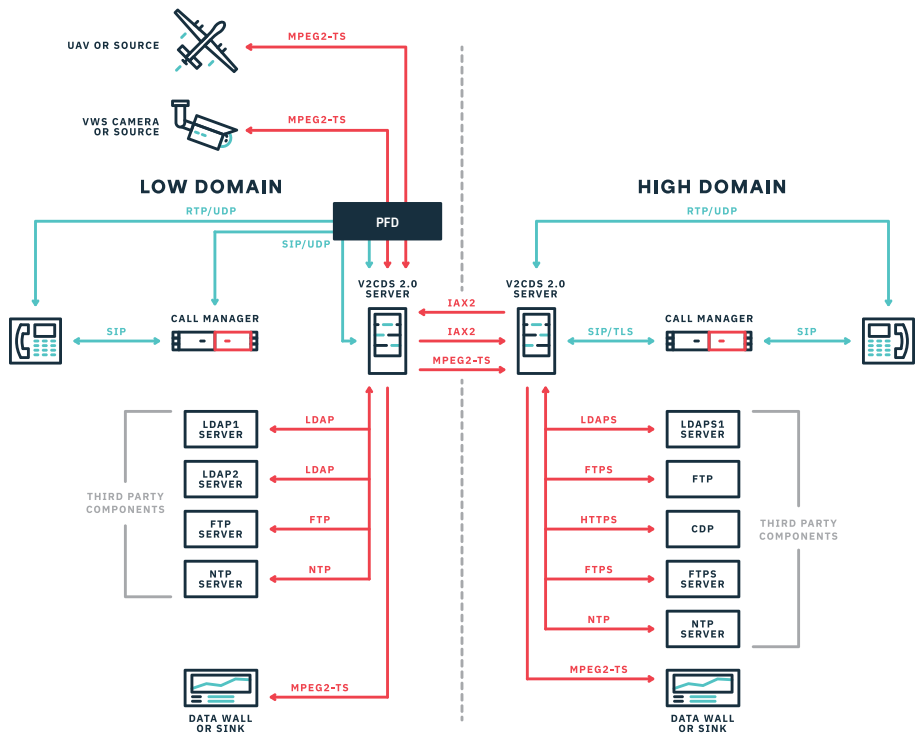 UAV OR SOURCE
MPEG2-TS
VWS CAMERA
OR SOURCE
MPEG2-TS
LOW DOMAIN
HIGH DOMAIN
RTP/UDP
PFD
RTP/UDP
SIP/UDP
V2CDS 2.0
SERVER
V2CDS 2.0
SERVER
CALL MANAGER
IAX2
CALL MANAGER
SIP
IAX2
SIP/TLS
SIP
MPEG2-TS
LDAP1
SERVER
LDAP
LDAP2
SERVER
LDAP
THIRD PARTY
COMPONENTS
FTP
SERVER
FTP
NTP
SERVER
NTP
MPEG2-TS
DATA WALL
OR SINK
LDAPS
LDAPS1
SERVER
FTPS
FTP
HTTPS
CDP
THIRD PARTY
COMPONENTS
FTPS
FTPS
SERVER
NTP
NTP
SERVER
MPEG2-TS
DATA WALL
OR SINK